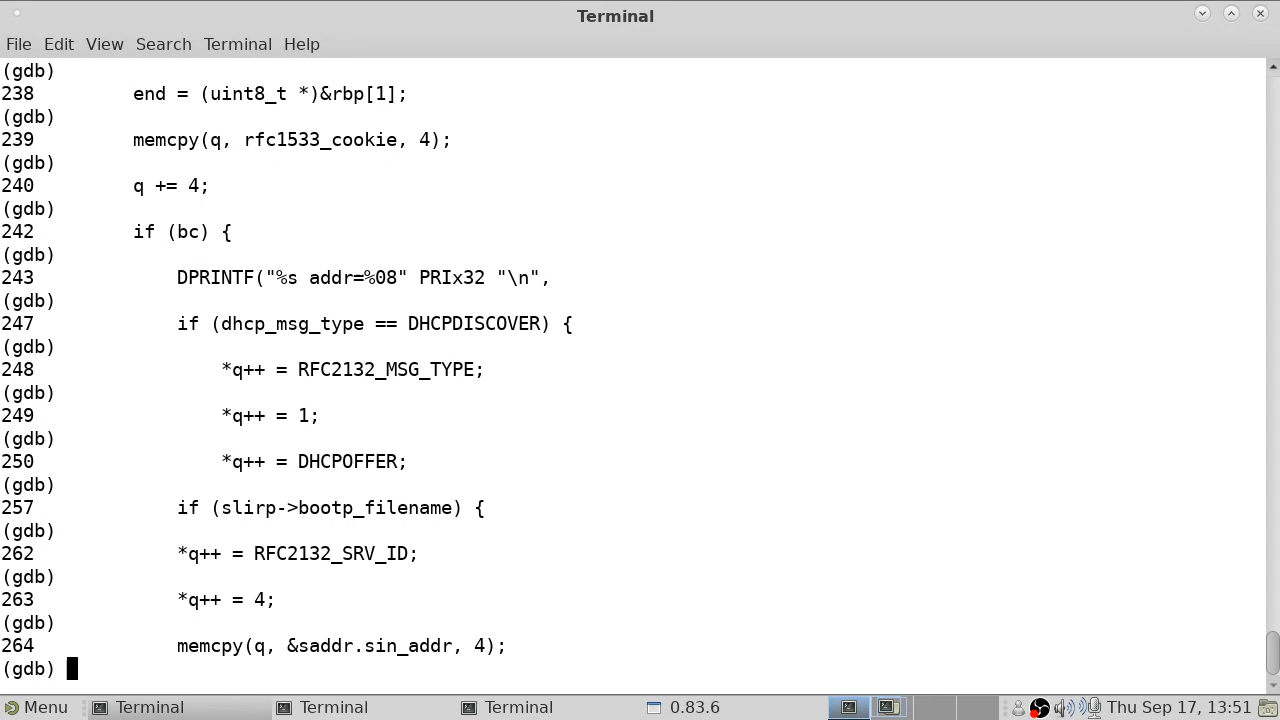 Terminal
File Edit View Search Terminal Help
(gdb)
238         end = (uint8_t *)&rbp[1];
(gdb)
239         memcpy(q, rfc1533_cookie, 4);
(gdb)
240         q += 4;
(gdb)
242         if (bc) {
(gdb)
243             DPRINTF("%s addr=%08" PRIx32 "\n",
(gdb)
247             if (dhcp_msg_type == DHCPDISCOVER) {
(gdb)
248                 *q++ = RFC2132_MSG_TYPE;
(gdb)
249                 *q++ = 1;
(gdb)
250                 *q++ = DHCPOFFER;
(gdb)
257             if (slirp->bootp_filename) {
(gdb)
262             *q++ = RFC2132_SRV_ID;
(gdb)
263             *q++ = 4;
(gdb)
264             memcpy(q, &saddr.sin_addr, 4);
(gdb)
Menu Terminal Terminal Terminal 0.83.6 Thu Sep 17, 13:51